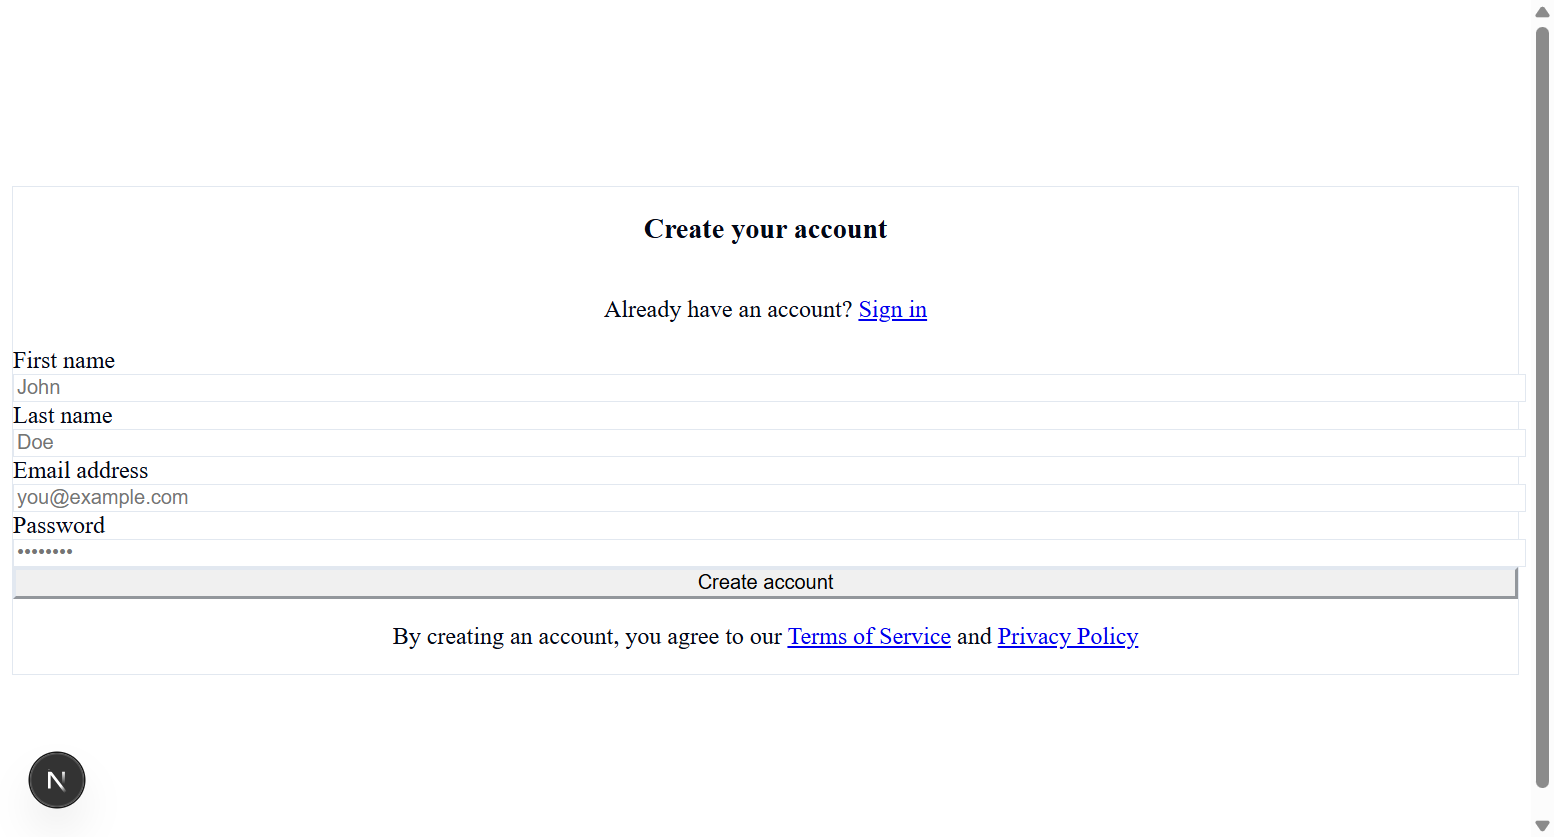 Create your account
Already have an account? Sign in
First name
John
Last name
Doe
Email address
you@example.com
Password
••••••••
Create account
By creating an account, you agree to our Terms of Service and Privacy Policy
N